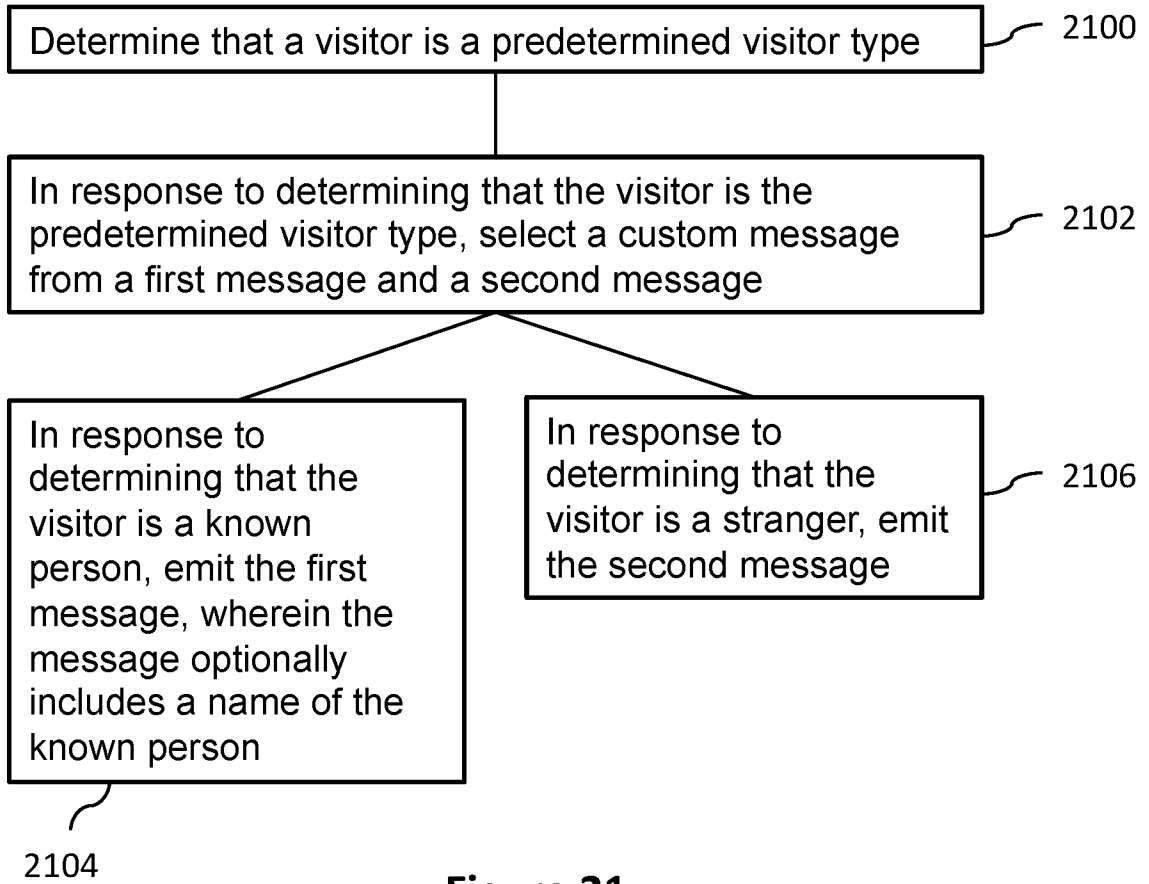 Determine that a visitor is a predetermined visitor type
2100
In response to determining that the visitor is the
predetermined visitor type, select a custom message
from a first message and a second message
2102
In response to
determining that the
visitor is a known
person, emit the first
message, wherein the
message optionally
includes a name of the
known person
2104
In response to
determining that the
visitor is a stranger, emit
the second message
2106
Figure 21